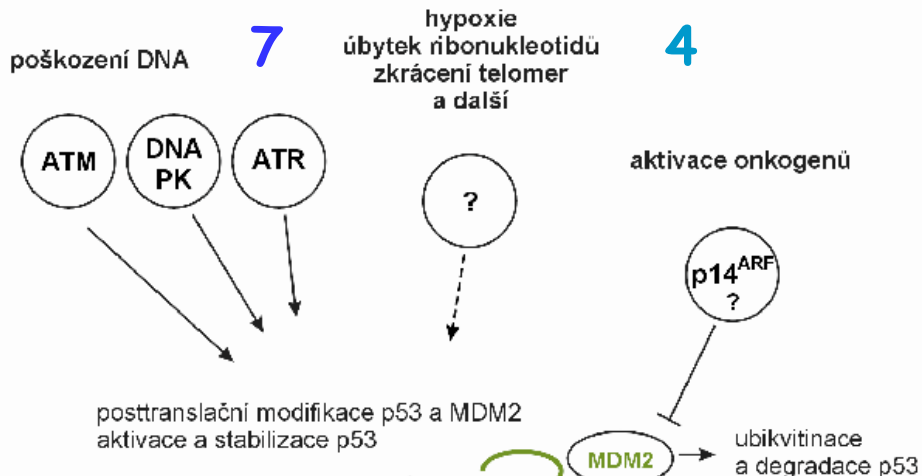 poškození DNA
7
hypoxie
úbytek ribonukleotidů
zkrácení telomer
a další
4
ATM
DNA
PK
ATR
?
aktivace onkogenů
p14ARF
?
posttranslační modifikace p53 a MDM2
aktivace a stabilizace p53
MDM2
ubikvitinace
a degradace p53